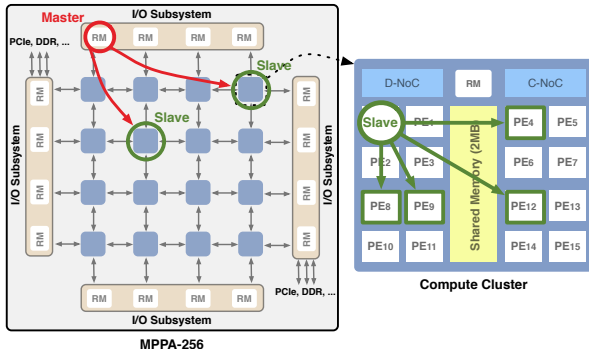 I/O Subsystem
Master
RM RM RM RM
PCIe, DDR, ...
Slave
RM
RM
RM
RM
I/O Subsystem
Slave
RM
RM
RM
RM
I/O Subsystem
PCIe, DDR, ...
RM RM RM RM
I/O Subsystem
MPPA-256
D-NoC RM C-NoC
Slave PE1 PE4 PE5
PE2 PE3 PE6 PE7
PE8 PE9 PE12 PE13
PE10 PE11 PE14 PE15
Shared Memory (2MB)
Compute Cluster